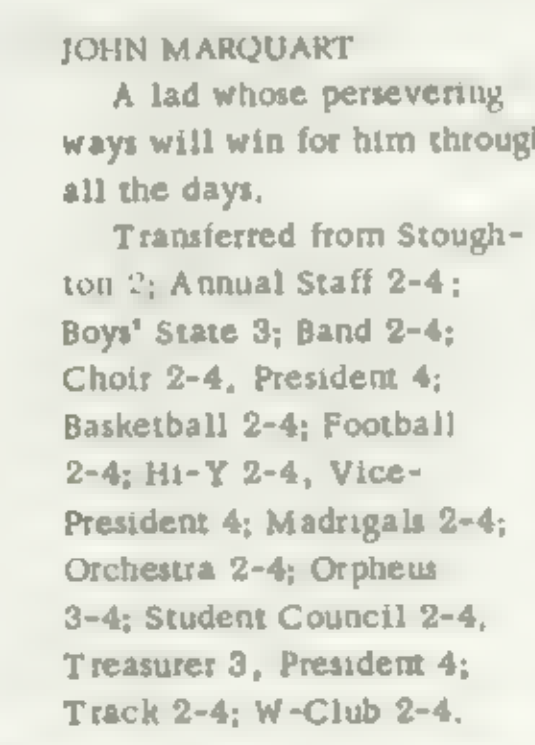 JOHN MARQUART
A lad whose persevering
ways will win for him through
all the days.
Transferred from Stough-
ton 2; Annual Staff 2-4;
Boys' State 3; Band 2-4;
Choir 2-4, President 4;
Basketball 2-4; Football
2-4; Hi-Y 2-4, Vice-
President 4; Madrigals 2-4;
Orchestra 2-4; Orpheus
3-4; Student Council 2-4,
Treasurer 3, President 4;
Track 2-4; W-Club 2-4.